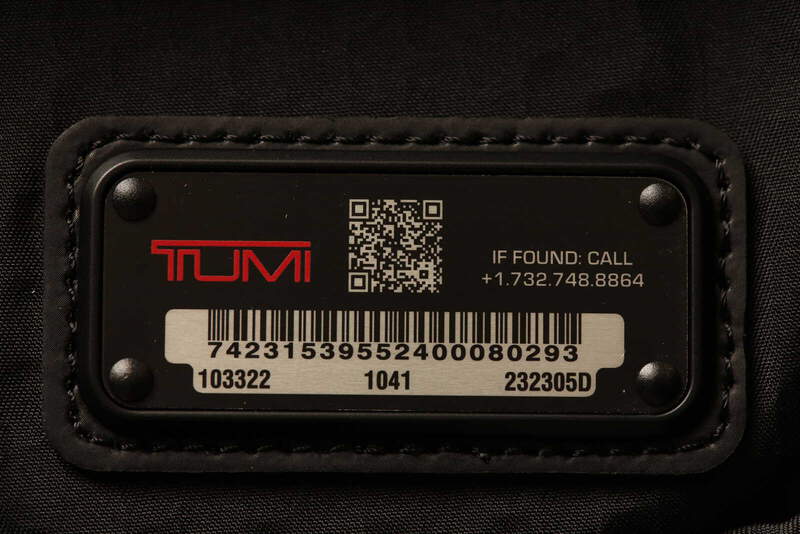 TUMI
IF FOUND: CALL
+1.732.748.8864
74231539552400080293
103322 1041 232305D